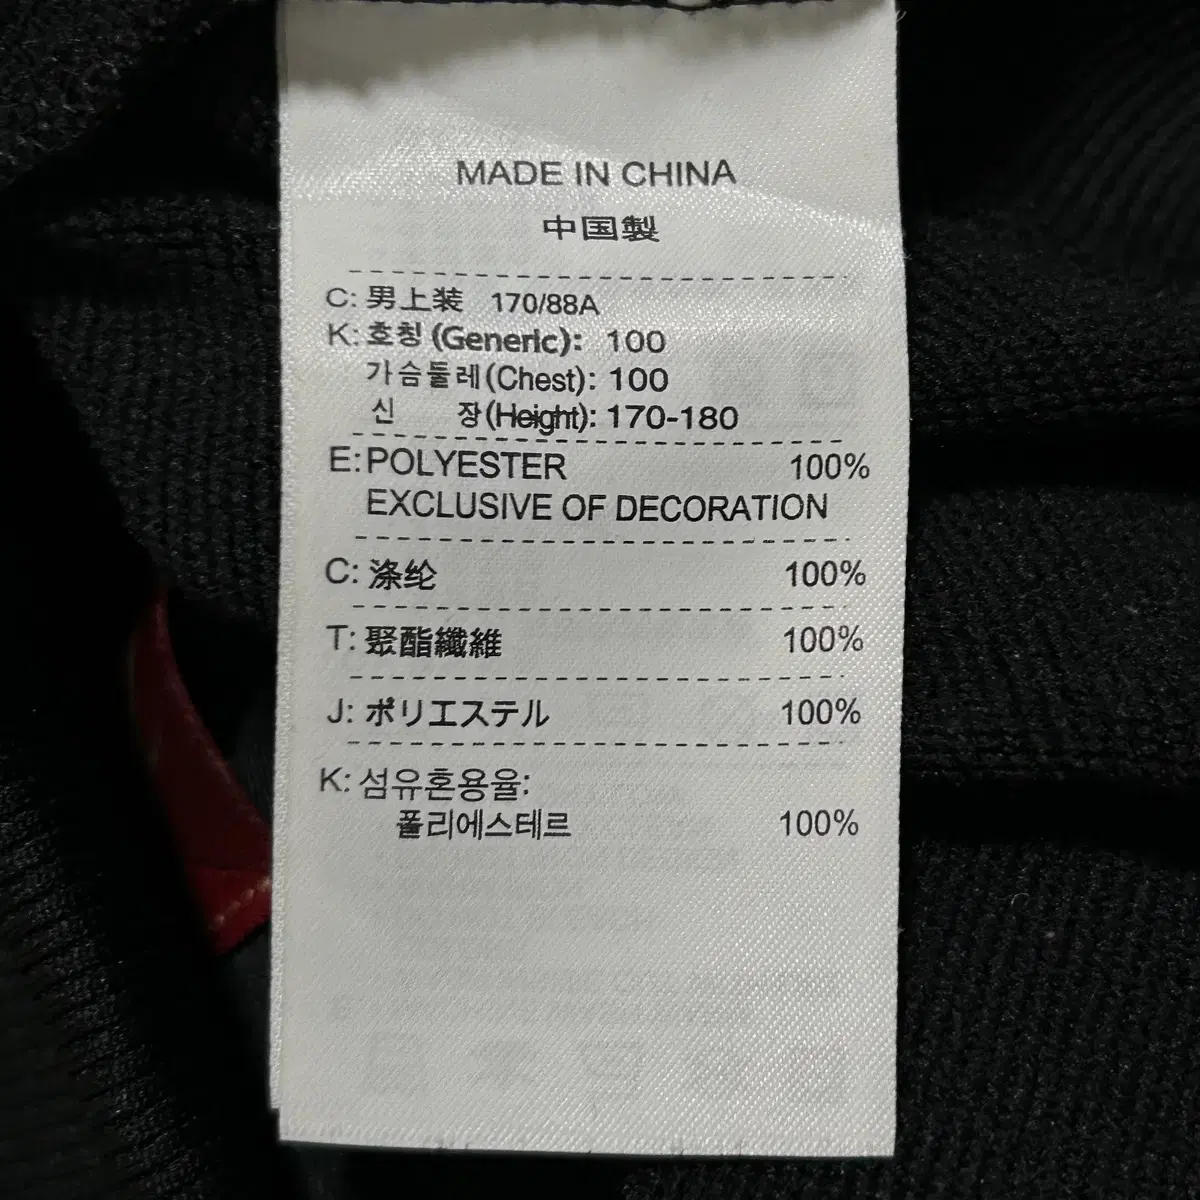 MADE IN CHINA
中国製
C: 男上装 170/88A
K: 호칭 (Generic): 100
가슴둘레(Chest): 100
신 장(Height): 170-180
E: POLYESTER 100%
EXCLUSIVE OF DECORATION
C: 涤纶 100%
T: 聚酯纖維 100%
J: ポリエステル 100%
K: 섬유혼용율:
폴리에스테르 100%